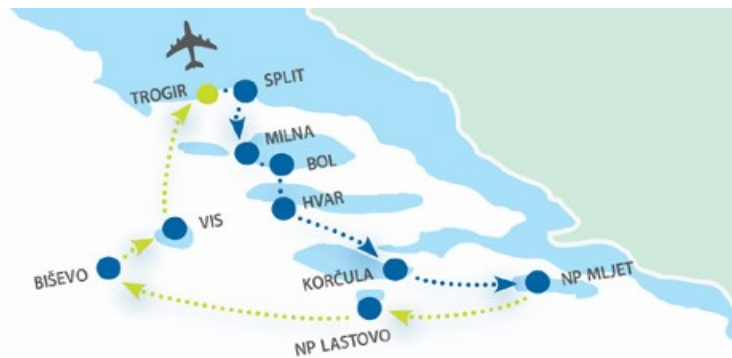 TROGIR
SPLIT
MILNA
BOL
HVAR
VIS
BIŠEVO
KORČULA
NP MLJET
NP LASTOVO